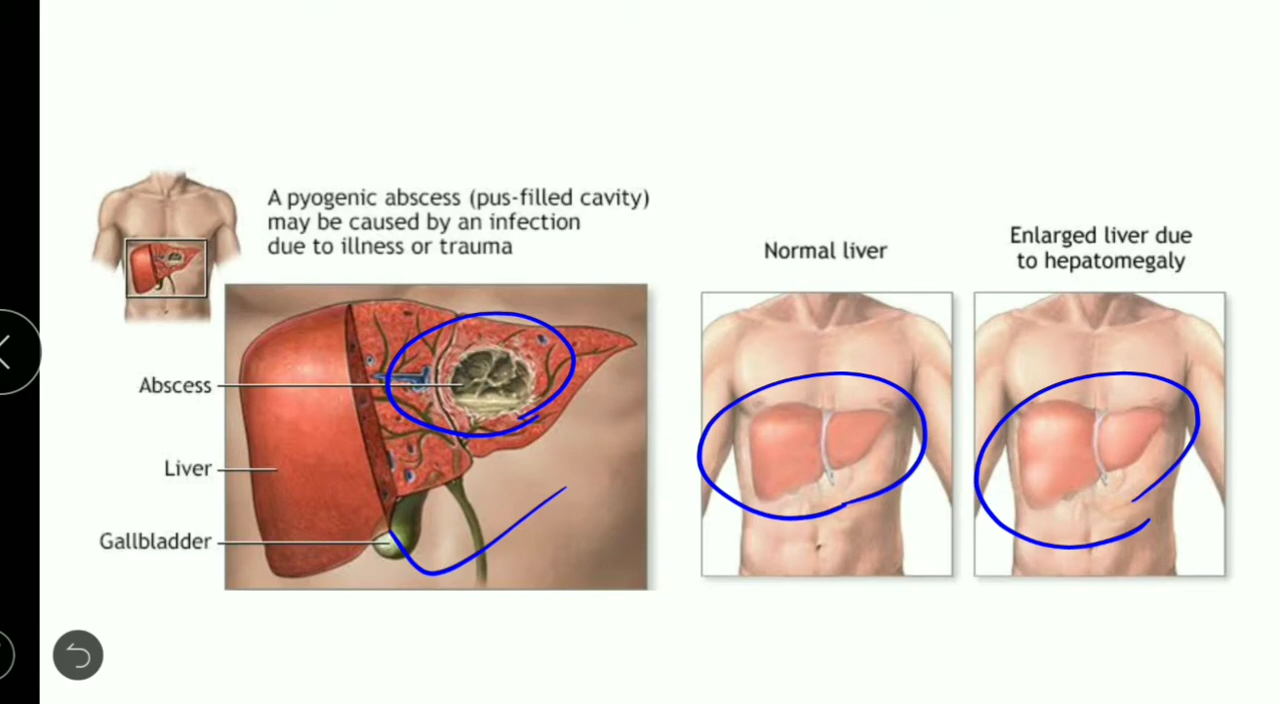 A pyogenic abscess (pus-filled cavity)
may be caused by an infection
due to illness or trauma
Abscess
Liver
Gallbladder
Normal liver
Enlarged liver due
to hepatomegaly